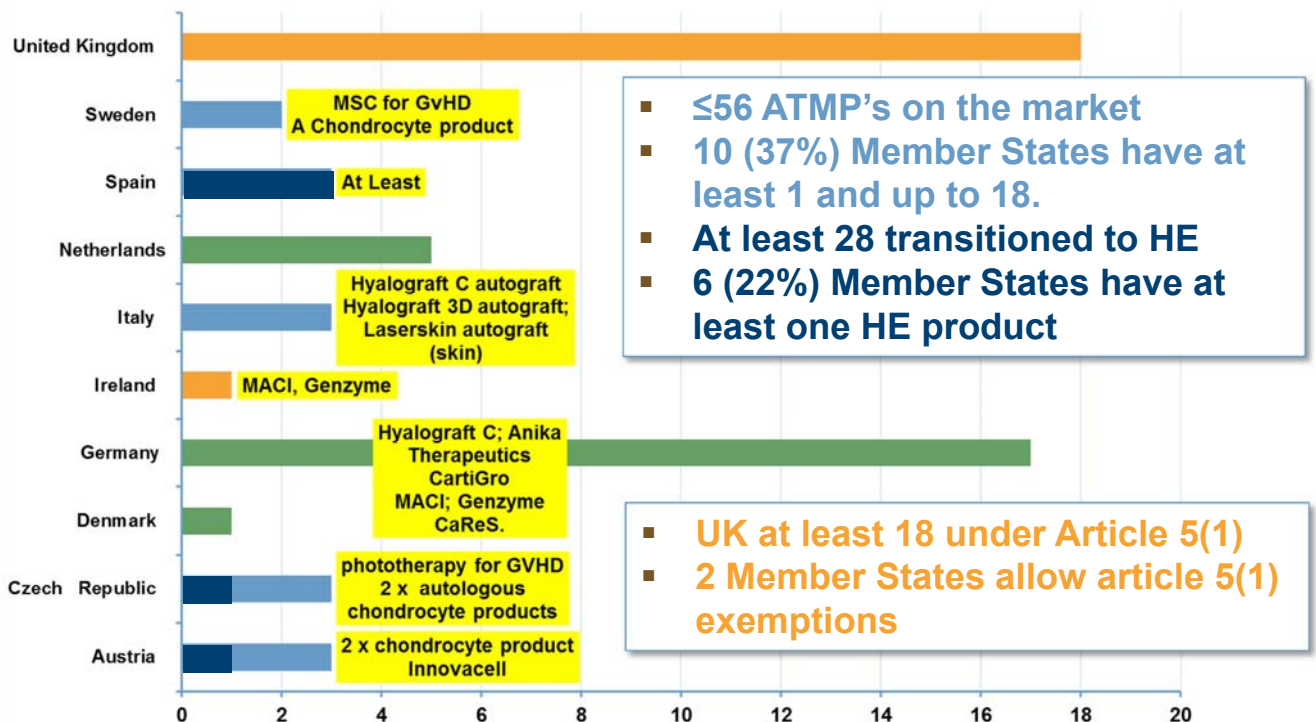 United Kingdom
Sweden
MSC for GvHD
A Chondrocyte product
Spain
At Least
Netherlands
Italy
Hyalograft C autograft
Hyalograft 3D autograft;
Laserskin autograft
(skin)
Ireland
MACI, Genzyme
Germany
Hyalograft C; Anika
Therapeutics
CartiGro
MACI; Genzyme
CaReS.
Denmark
Czech Republic
phototherapy for GVHD
2 x autologous
chondrocyte products
Austria
2 x chondrocyte product
Innovacell
0 2 4 6 8 10 12 14 16 18 20
▪ ≤56 ATMP's on the market
▪ 10 (37%) Member States have at
least 1 and up to 18.
▪ At least 28 transitioned to HE
▪ 6 (22%) Member States have at
least one HE product
▪ UK at least 18 under Article 5(1)
▪ 2 Member States allow article 5(1)
exemptions